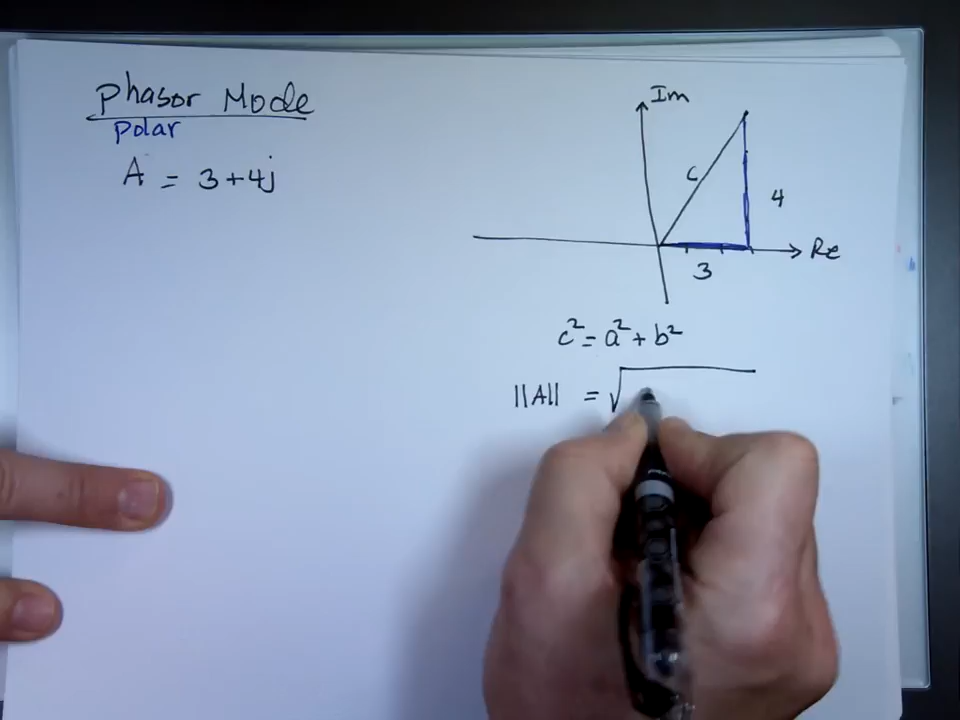 Phasor Mode
polar
A = 3+4j
Im
c
4
Re
3
c² = a² + b²
||A|| = √